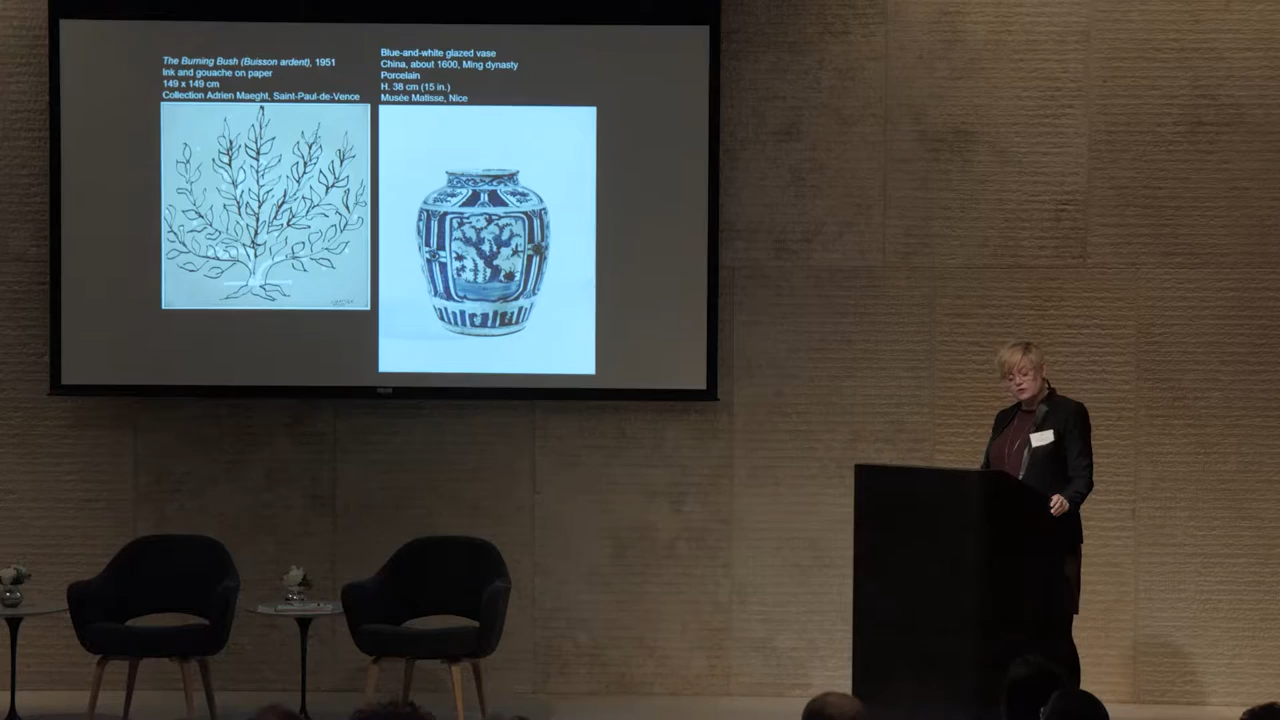 The Burning Bush (Buisson ardent), 1951
Ink and gouache on paper
149 x 149 cm
Collection Adrien Maeght, Saint-Paul-de-Vence
Blue-and-white glazed vase
China, about 1600, Ming dynasty
Porcelain
H. 38 cm (15 in.)
Musée Matisse, Nice